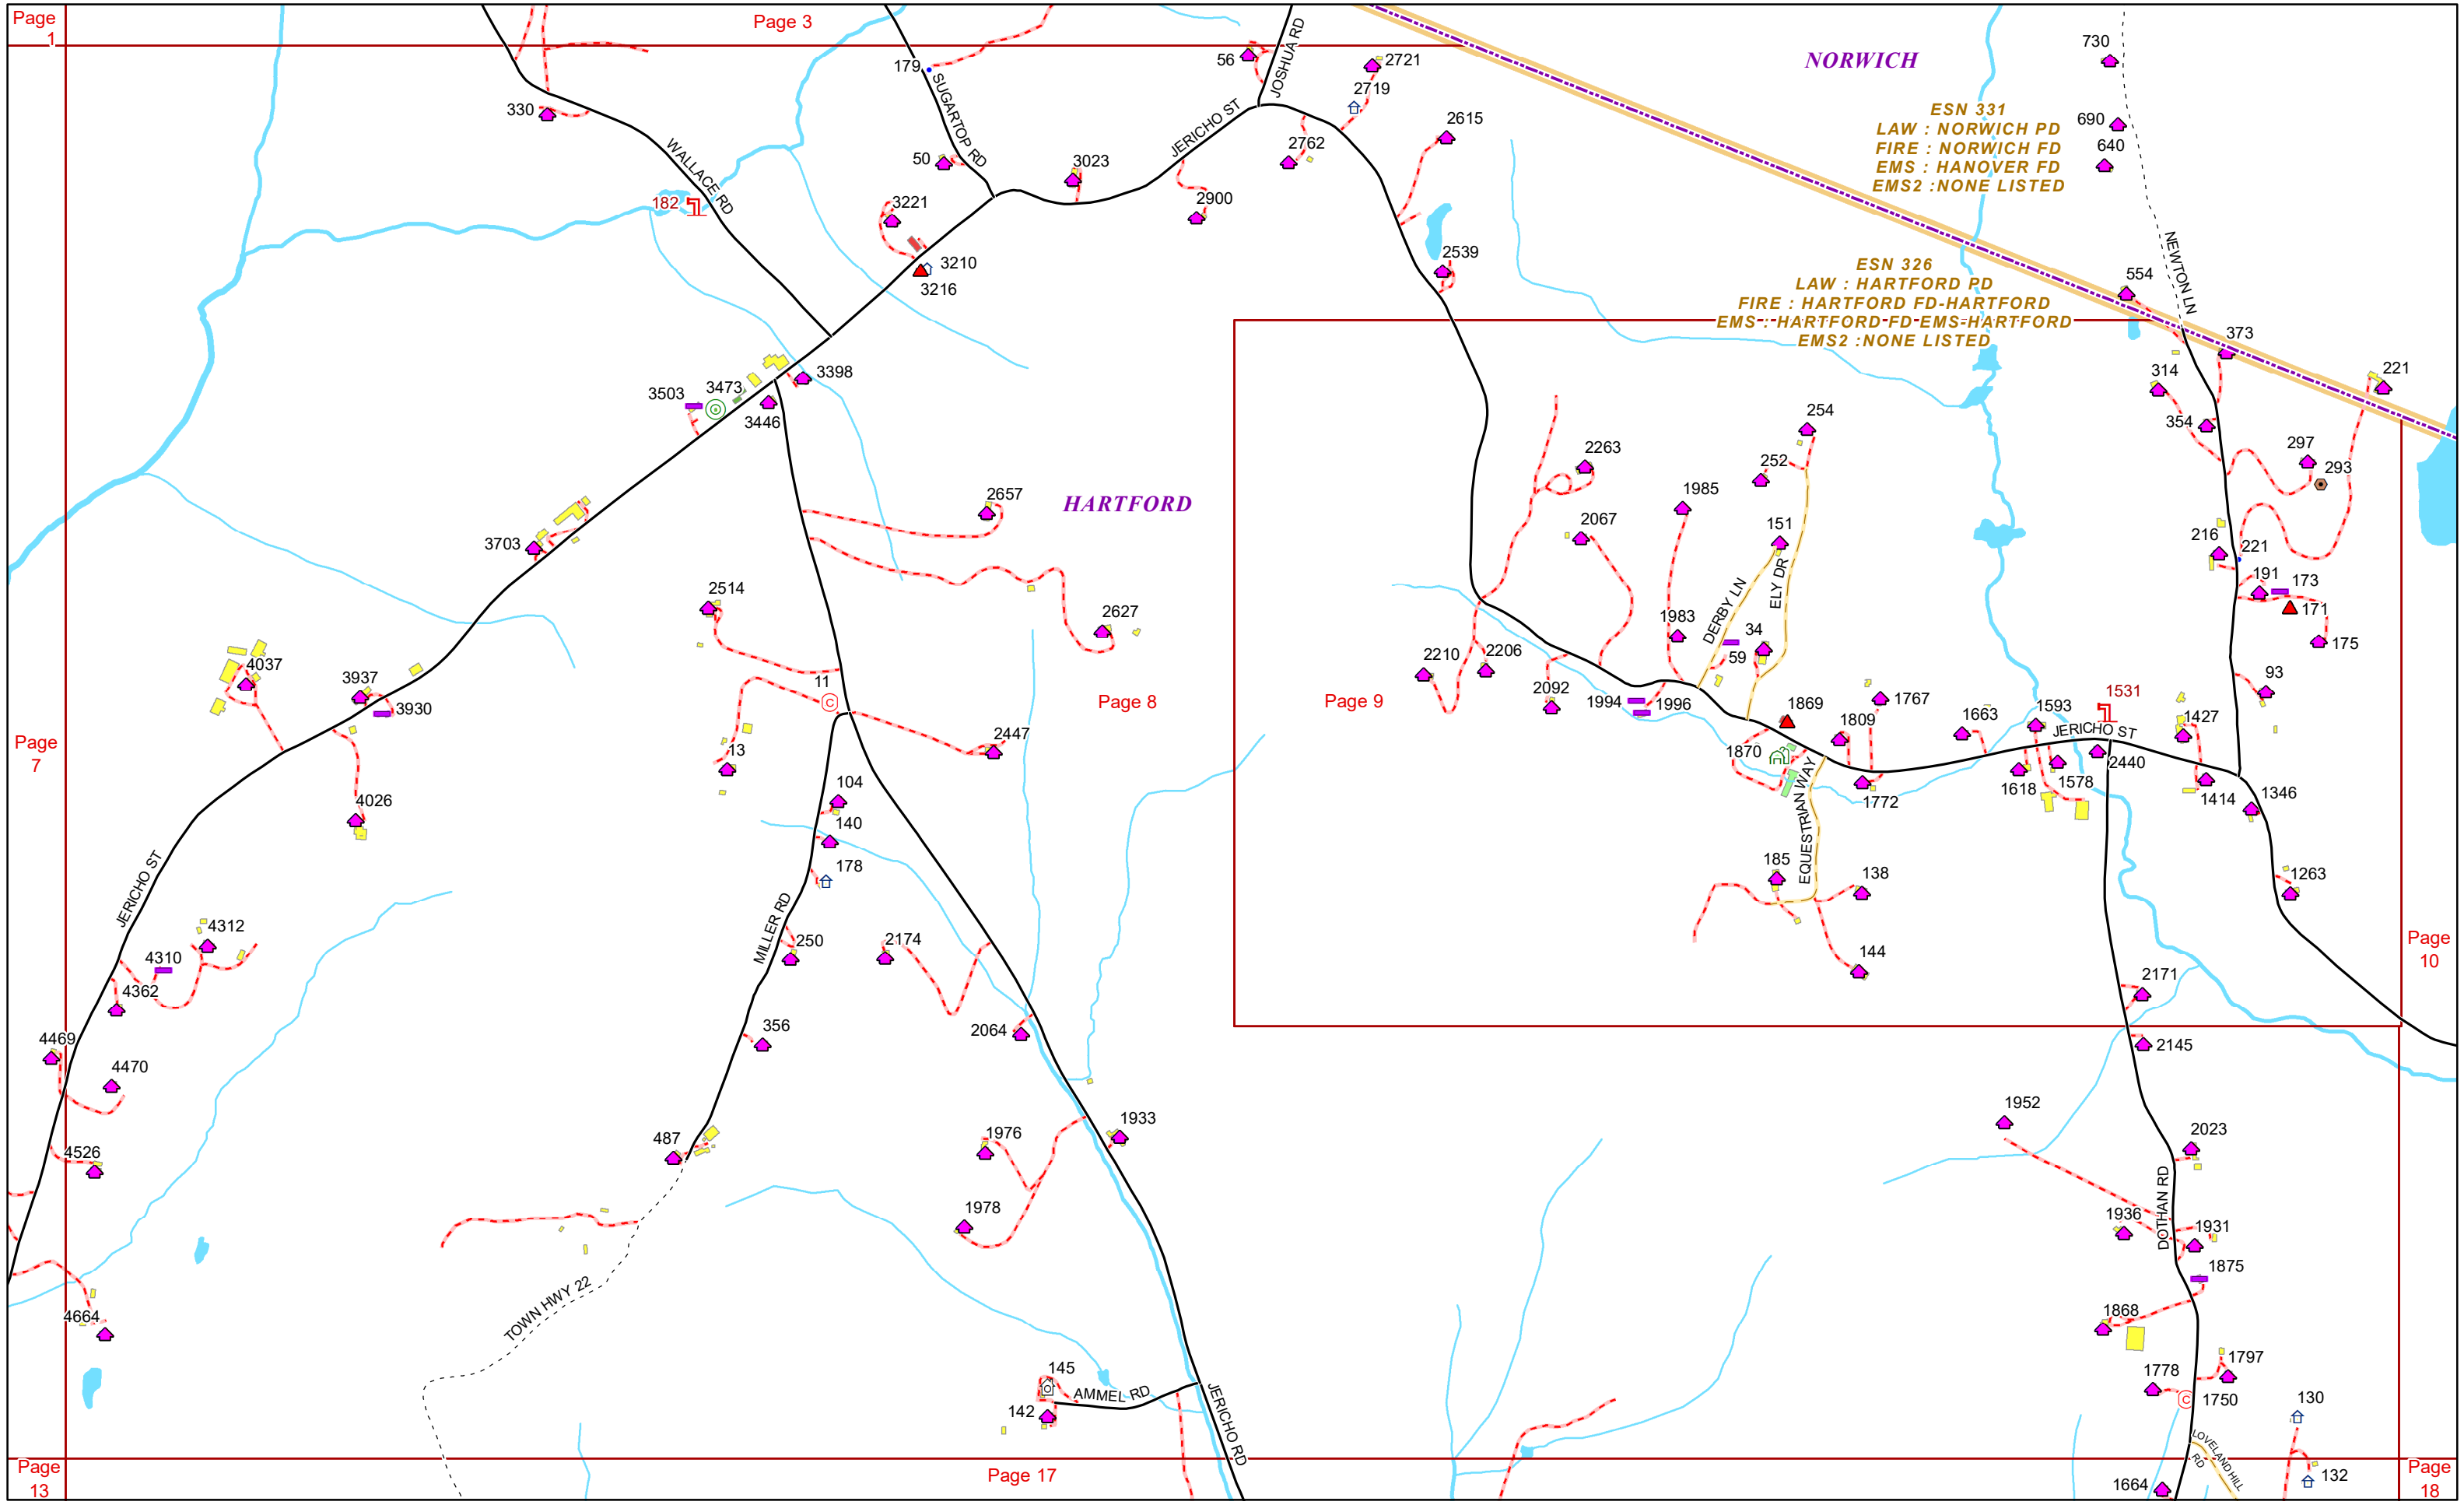 Page
1
Page 3
179
SUGARTOP RD
56
JOSHUA RD
2721
2719
NORWICH
730
330
WALLACE RD
50
3023
JERICHO ST
2762
2615
ESN 331
LAW : NORWICH PD
FIRE : NORWICH FD
EMS : HANOVER FD
EMS2 :NONE LISTED
690
640
182
3221
2900
3210
3216
2539
ESN 326
LAW : HARTFORD PD
FIRE : HARTFORD FD-HARTFORD
EMS : HARTFORD FD EMS-HARTFORD
EMS2 :NONE LISTED
NEWTON LN
554
373
3503
3473
3398
3446
314
354
221
254
252
2263
1985
297
293
2657
HARTFORD
3703
2067
151
216
221
191
173
171
175
2514
2627
1983
DERBY LN
ELY DR
34
59
2210
2206
93
4037
3937
3930
11
C
Page 8
Page 9
2092
1994
1996
1869
1767
1809
1663
1593
1531
1427
JERICHO ST
Page
7
13
2447
1870
EQUESTRIAN WAY
1772
1618
1578
2440
1414
1346
4026
104
140
178
185
138
1263
JERICHO ST
4312
4310
4362
MILLER RD
250
2174
144
Page
10
2171
4469
4470
356
2064
2145
4526
487
1976
1933
1952
2023
1978
DOTHAN RD
1936
1931
1875
4664
TOWN HWY 22
1868
145
AMMEL RD
142
JERICHO RD
1797
1778
C
1750
130
LOVELAND HILL
RD
Page
13
Page 17
1664
132
Page
18